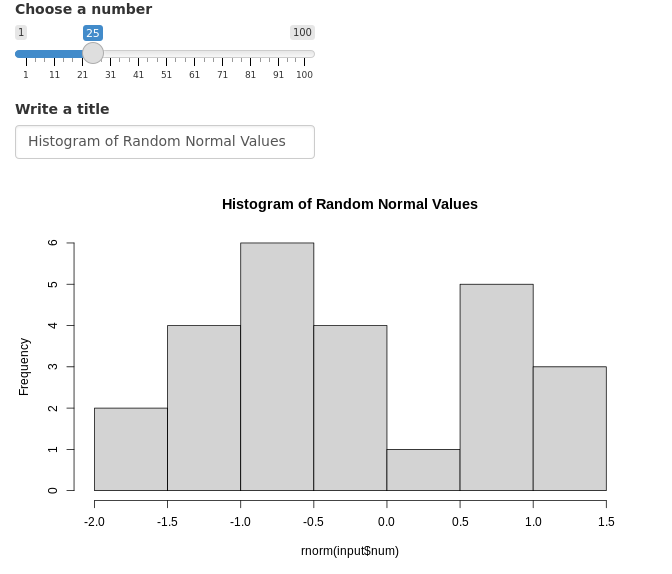 Choose a number
1 25 100
1 11 21 31 41 51 61 71 81 91 100
Write a title
Histogram of Random Normal Values
Histogram of Random Normal Values
6
5
4
3
2
1
0
Frequency
-2.0 -1.5 -1.0 -0.5 0.0 0.5 1.0 1.5
rnorm(input$num)